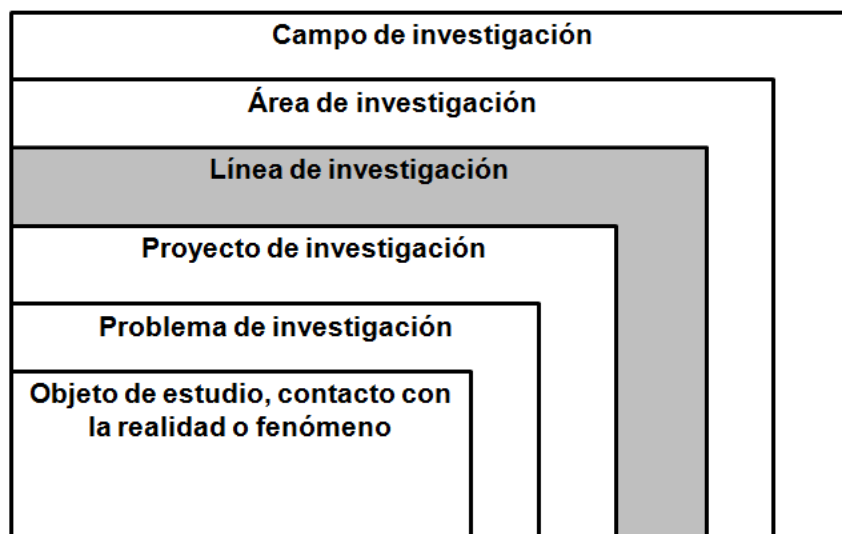 Campo de investigación
Área de investigación
Línea de investigación
Proyecto de investigación
Problema de investigación
Objeto de estudio, contacto con
la realidad o fenómeno